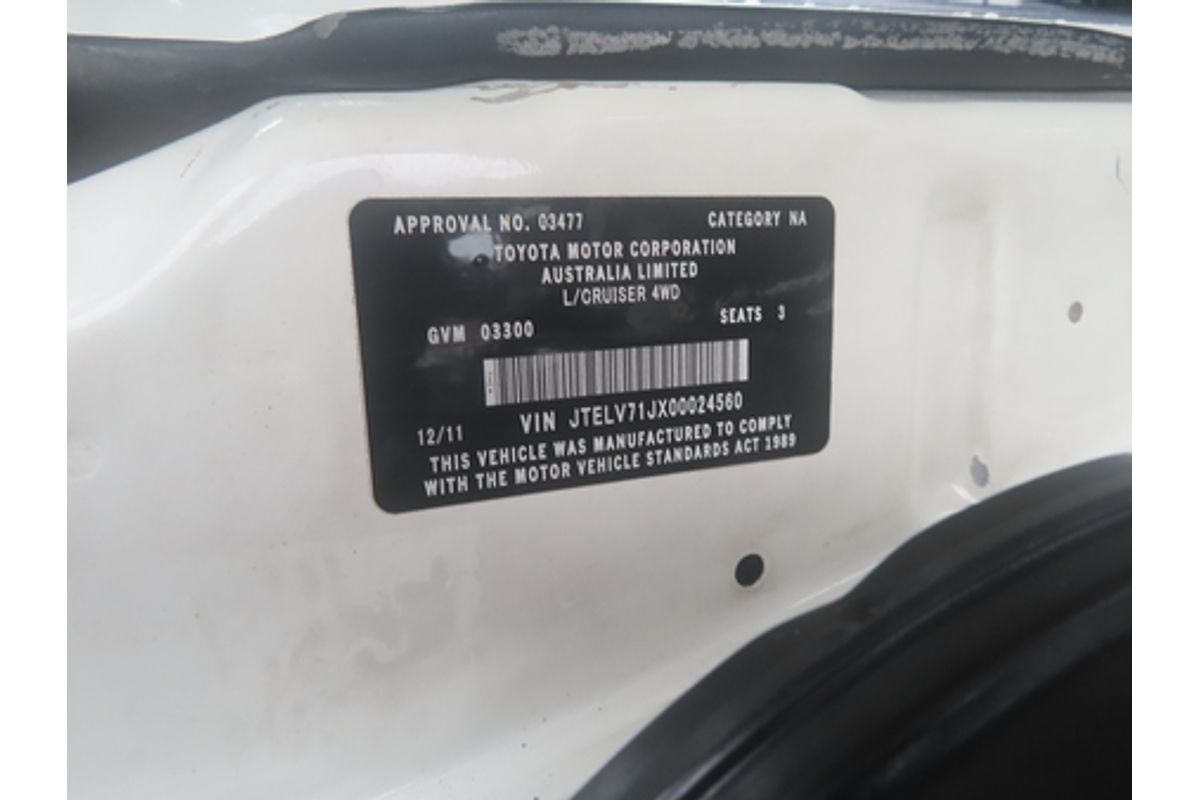 APPROVAL NO. 03477 CATEGORY NA
TOYOTA MOTOR CORPORATION
AUSTRALIA LIMITED
L/CRUISER 4WD
GVM 03300 SEATS 3
12/11 VIN JTELV71JX00024560
THIS VEHICLE WAS MANUFACTURED TO COMPLY
WITH THE MOTOR VEHICLE STANDARDS ACT 1989